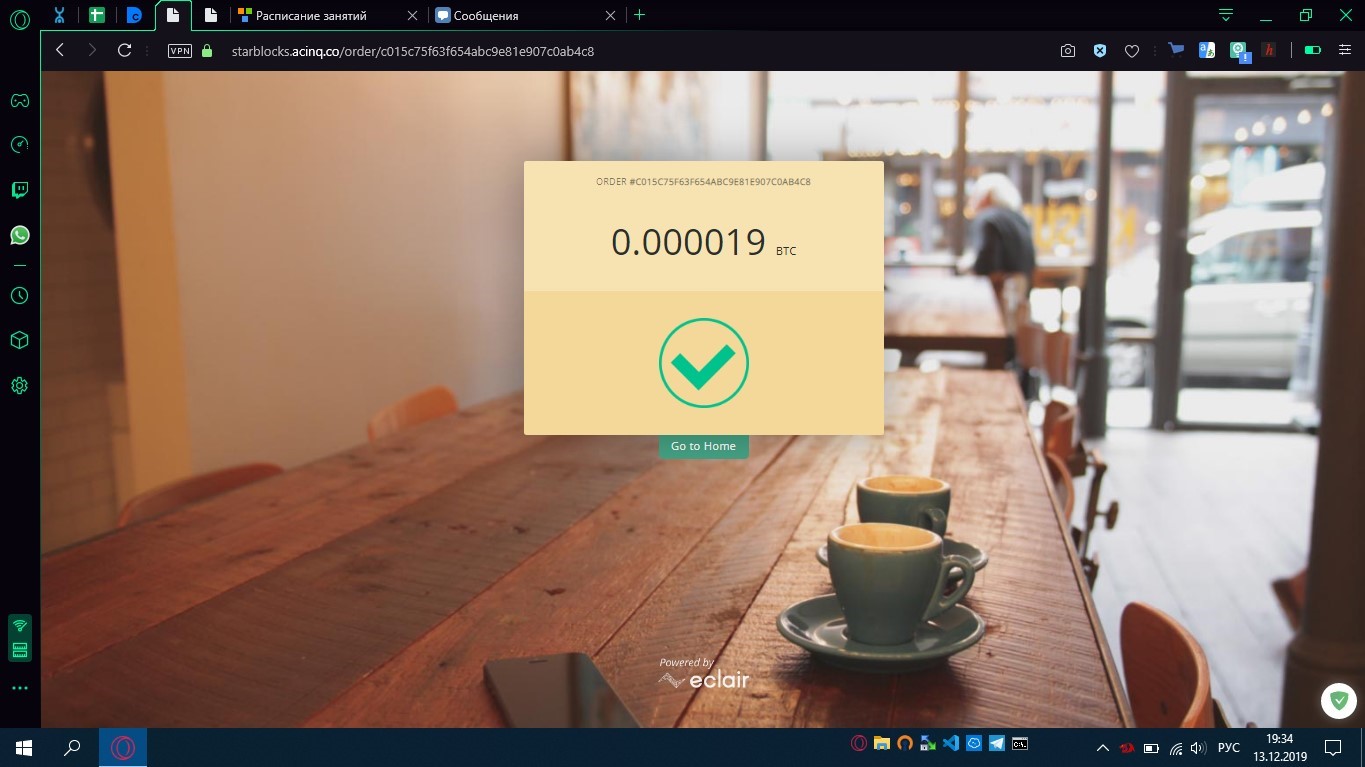 Расписание занятий
Сообщения
VPN
starblocks.acinq.co/order/c015c75f63f654abc9e81e907c0ab4c8
ORDER #C015C75F63F654ABC9E81E907C0AB4C8
0.000019 BTC
Go to Home
Powered by
eclair
РУС
19:34
13.12.2019